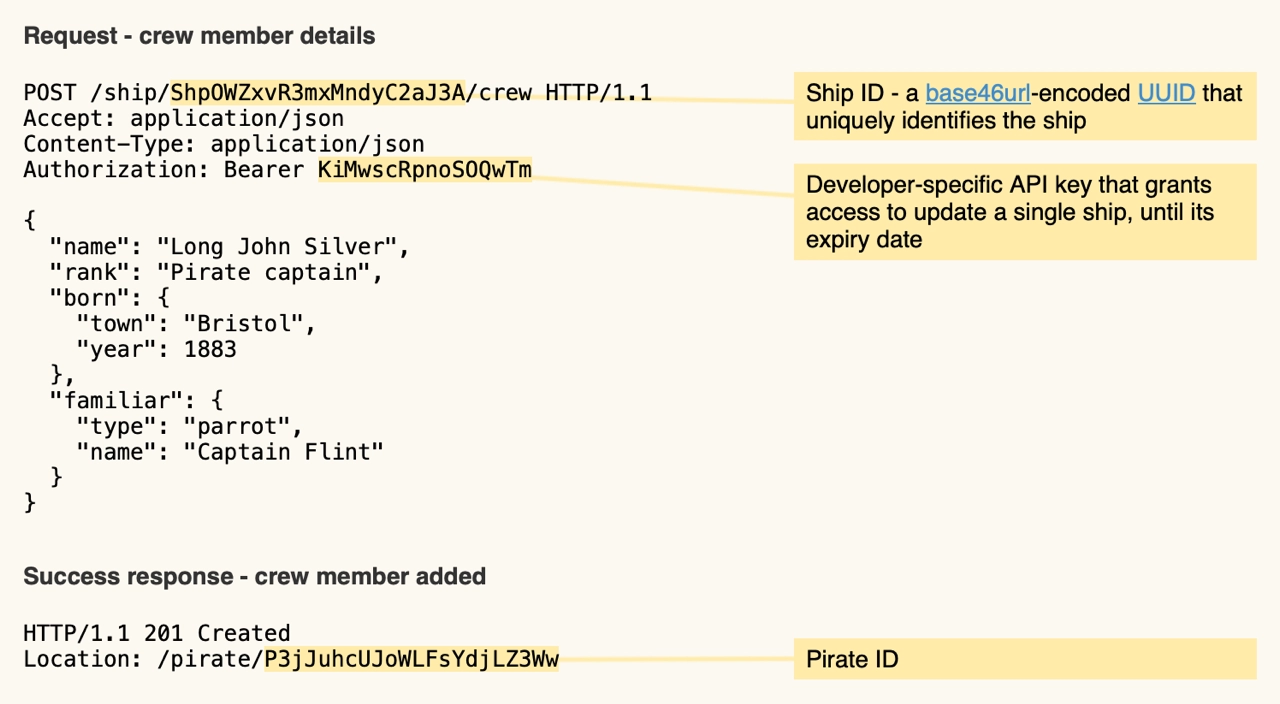 Request - crew member details
POST /ship/ShpOWZxvR3mxMndyC2aJ3A/crew HTTP/1.1
Accept: application/json
Content-Type: application/json
Authorization: Bearer KiMwscRpnoSOQwTm
Ship ID - a base46url-encoded UUID that
uniquely identifies the ship
Developer-specific API key that grants
access to update a single ship, until its
expiry date
{
  "name": "Long John Silver",
  "rank": "Pirate captain",
  "born": {
    "town": "Bristol",
    "year": 1883
  },
  "familiar": {
    "type": "parrot",
    "name": "Captain Flint"
  }
}
Success response - crew member added
HTTP/1.1 201 Created
Location: /pirate/P3jJuhcUJoWLFsYdjLZ3Ww
Pirate ID